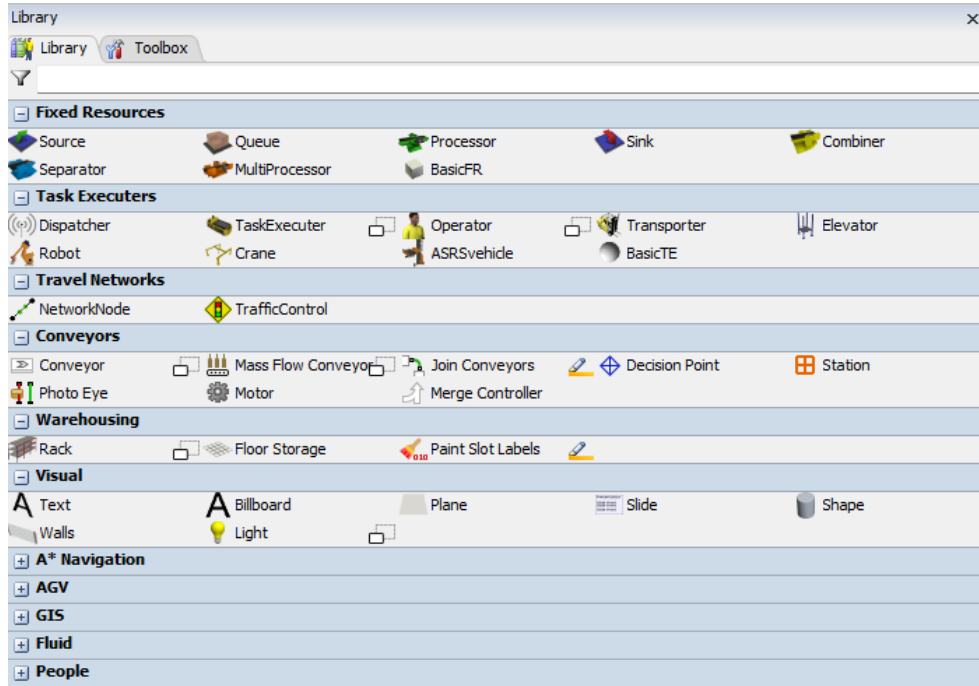 Library
Library Toolbox
Fixed Resources
Source Queue Processor Sink Combiner
Separator MultiProcessor BasicFR
Task Executers
Dispatcher TaskExecuter Operator Transporter Elevator
Robot Crane ASRSvehicle BasicTE
Travel Networks
NetworkNode TrafficControl
Conveyors
Conveyor Mass Flow Conveyor Join Conveyors Decision Point Station
Photo Eye Motor Merge Controller
Warehousing
Rack Floor Storage Paint Slot Labels
Visual
A Text A Billboard Plane Slide Shape
Walls Light
A* Navigation
AGV
GIS
Fluid
People